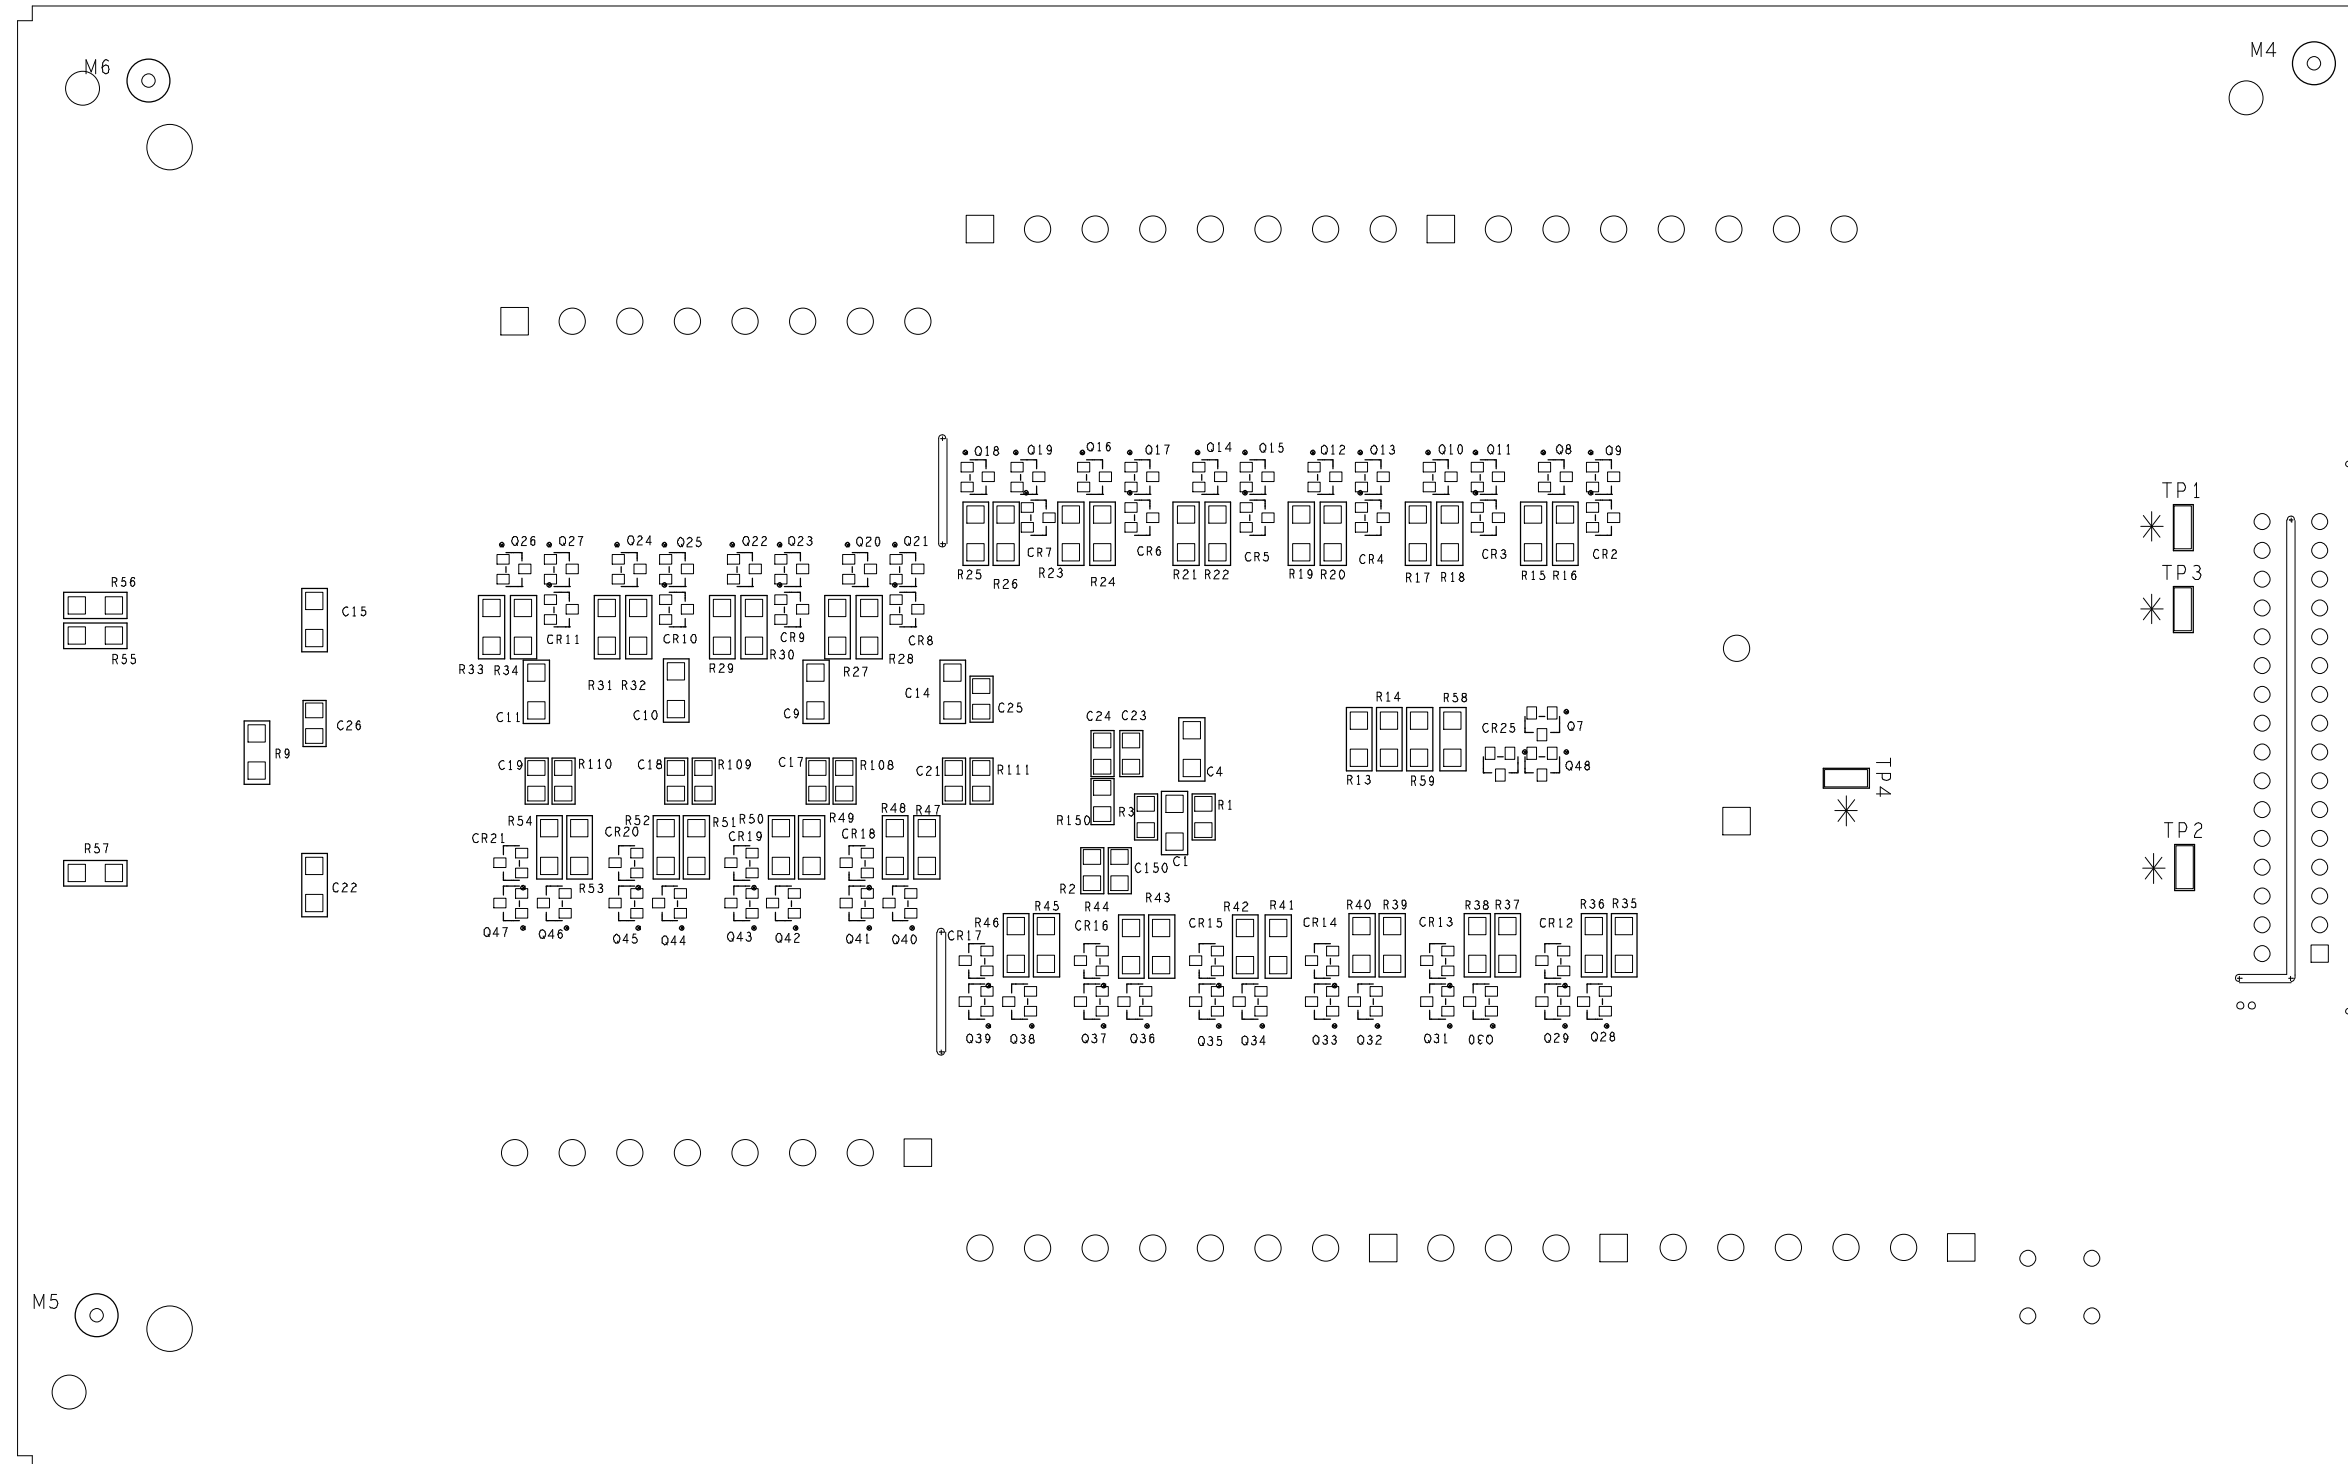 M6
M4
Q18 Q19 Q16 Q17 Q14 Q15 Q12 Q13 Q10 Q11 Q8 Q9
TP1
Q26 Q27 Q24 Q25 Q22 Q23 Q20 Q21
CR7 CR6 CR5 CR4 CR3 CR2
R25 R26 R23 R24 R21 R22 R19 R20 R17 R18 R15 R16
TP3
R56
C15
R55
CR11 CR10 CR9 CR8
R33 R34 R31 R32 R29 R30 R27 R28
C11 C10 C9 C14 C25
R14 R58
C26
C24 C23
CR25 Q7
R9
C19 R110 C18 R109 C17 R108 C21 R111
C4
R13 R59 Q48
TP4
R150 R3 R1
R54 R52 R51 R50 R49 R48 R47
CR21 CR20 CR19 CR18
TP2
R57
C150 C1
C22
R53
R2
R46 R45 R44 R43 R42 R41 R40 R39 R38 R37 R36 R35
CR17 CR16 CR15 CR14 CR13 CR12
Q47 Q46 Q45 Q44 Q43 Q42 Q41 Q40
Q39 Q38 Q37 Q36 Q35 Q34 Q33 Q32 Q31 Q30 Q29 Q28
M5